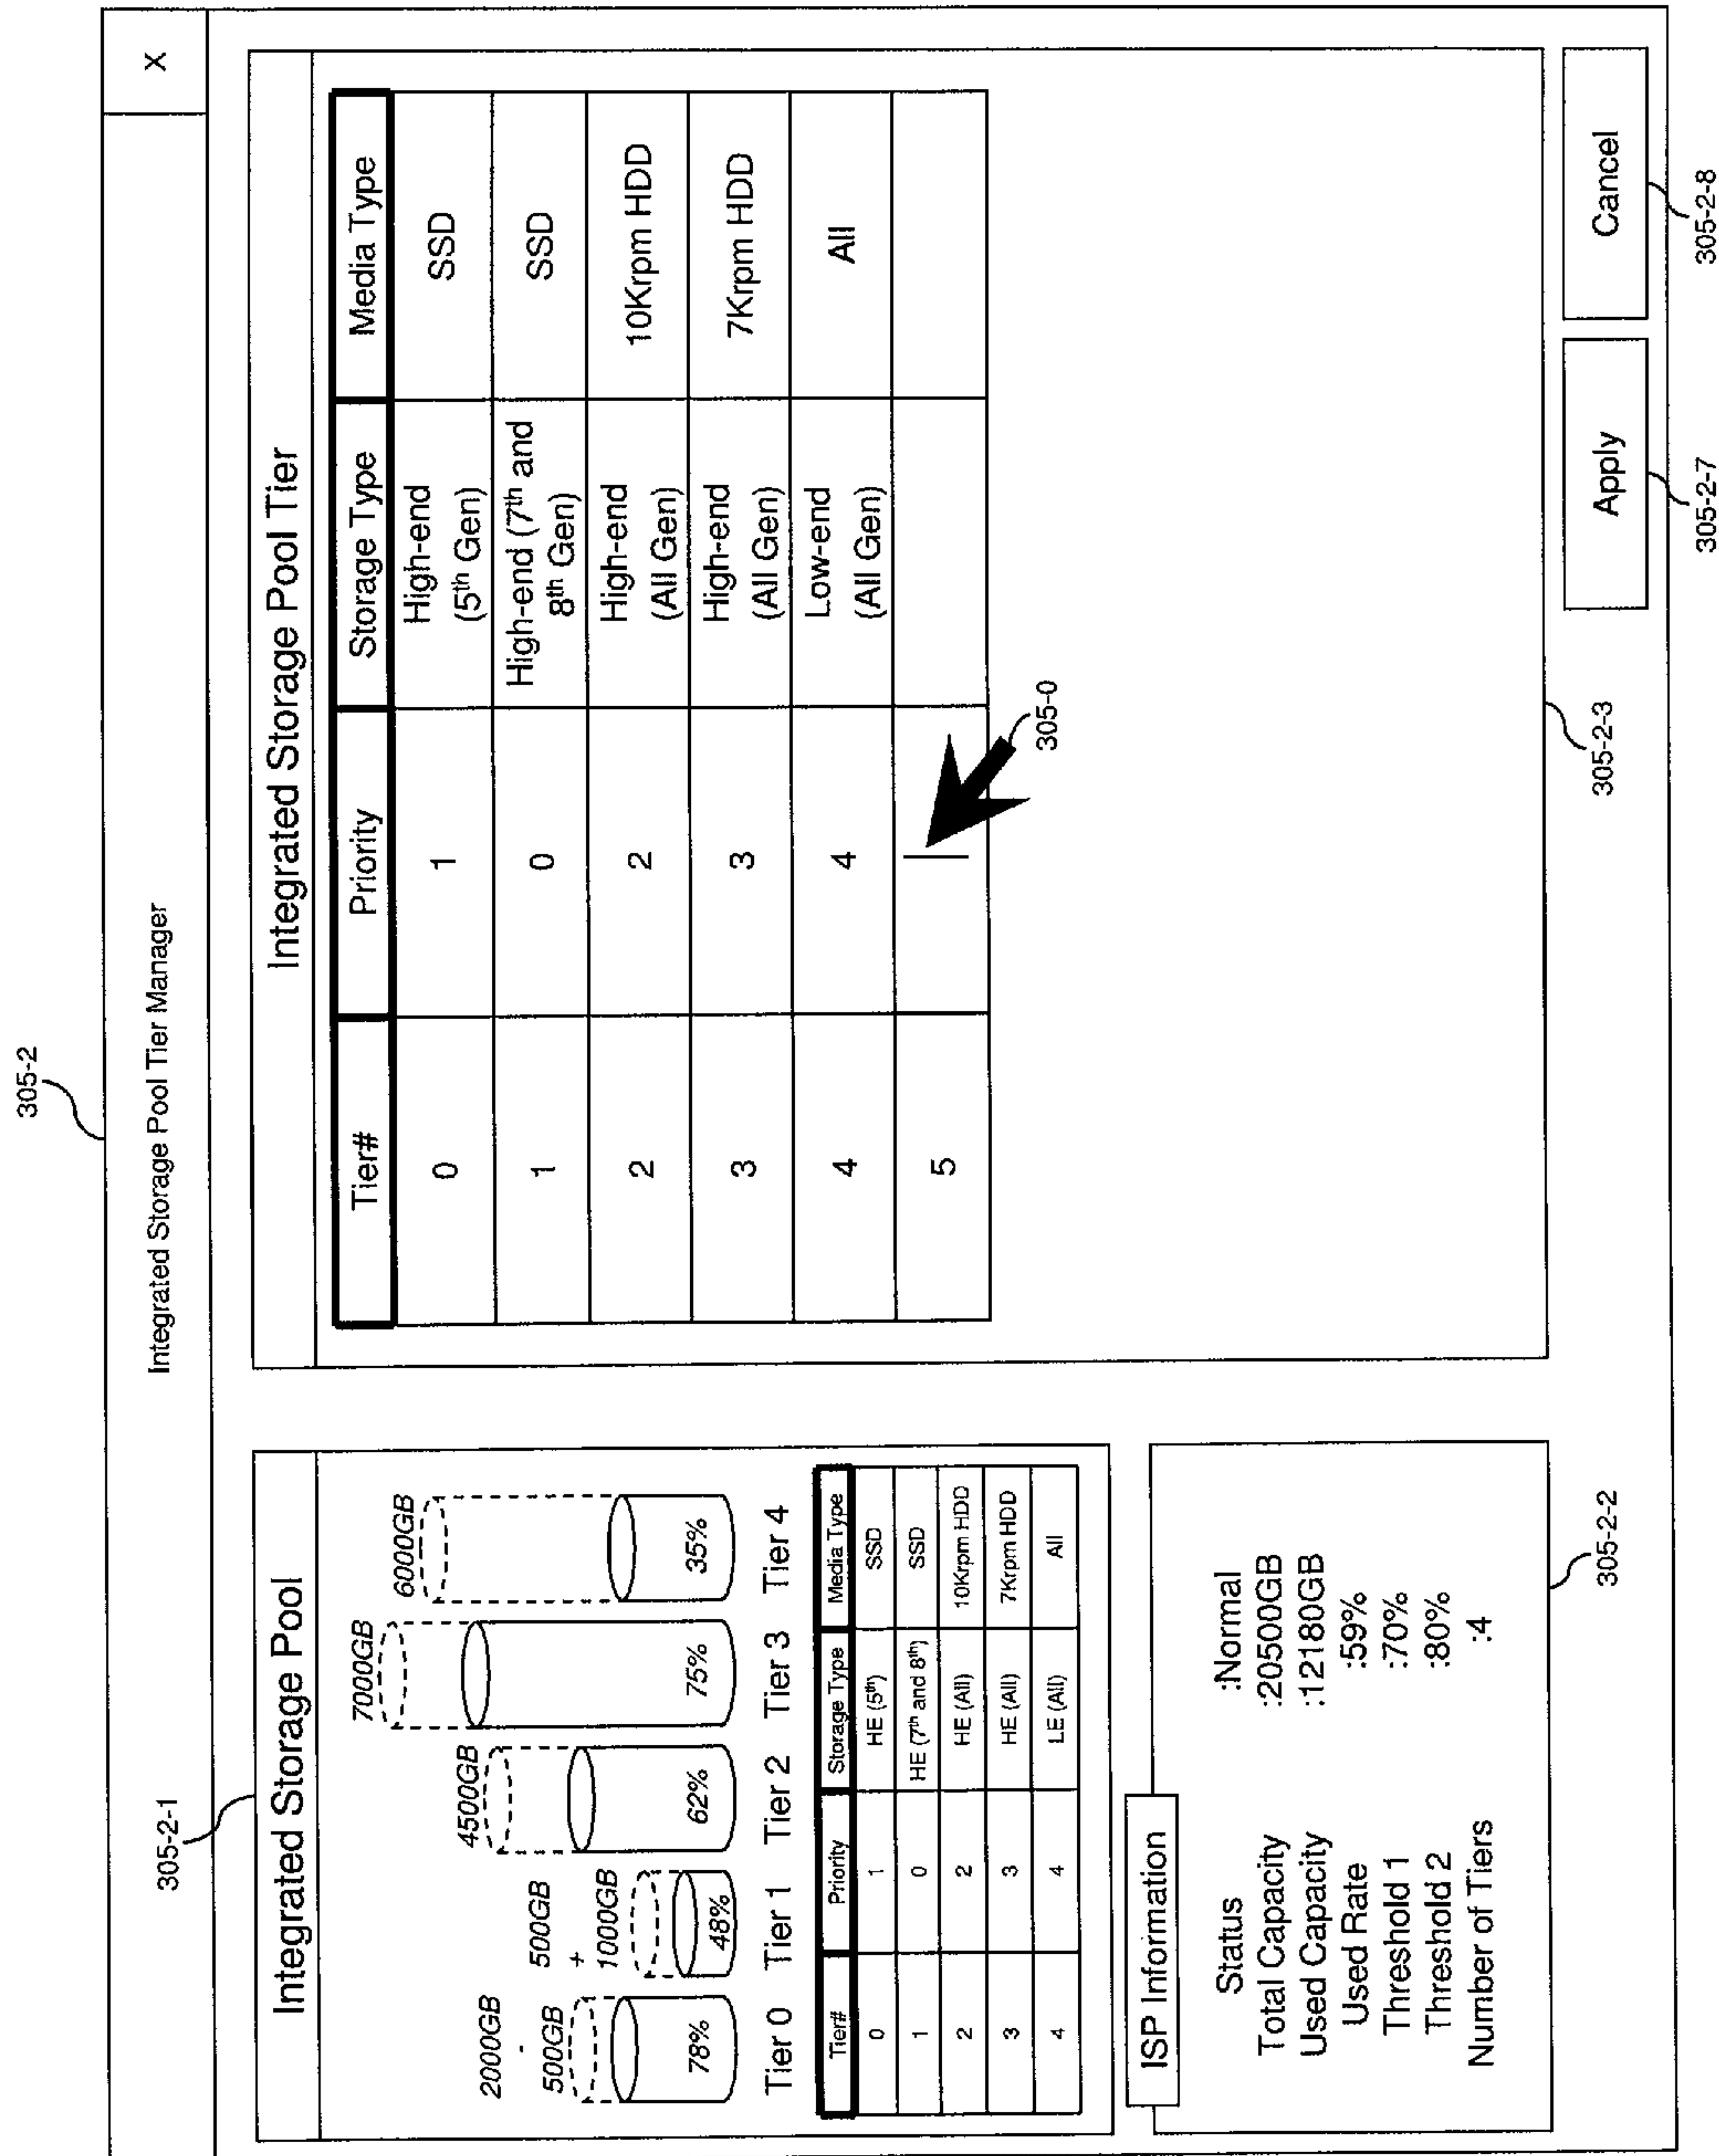 305-2
Integrated Storage Pool Tier Manager
X
305-2-1
Integrated Storage Pool
2000GB
-
500GB
500GB
+
1000GB
4500GB
7000GB
6000GB
78%
48%
62%
75%
35%
Tier 0 Tier 1 Tier 2 Tier 3 Tier 4
Tier# Priority Storage Type Media Type
0 1 HE (5th) SSD
1 0 HE (7th and 8th) SSD
2 2 HE (All) 10Krpm HDD
3 3 HE (All) 7Krpm HDD
4 4 LE (All) All
ISP Information
Status :Normal
Total Capacity :20500GB
Used Capacity :12180GB
Used Rate :59%
Threshold 1 :70%
Threshold 2 :80%
Number of Tiers :4
305-2-2
Integrated Storage Pool Tier
Tier# Priority Storage Type Media Type
0 1 High-end
(5th Gen) SSD
1 0 High-end (7th and
8th Gen) SSD
2 2 High-end
(All Gen) 10Krpm HDD
3 3 High-end
(All Gen) 7Krpm HDD
4 4 Low-end
(All Gen) All
5
305-0
305-2-3
Apply
Cancel
305-2-7
305-2-8